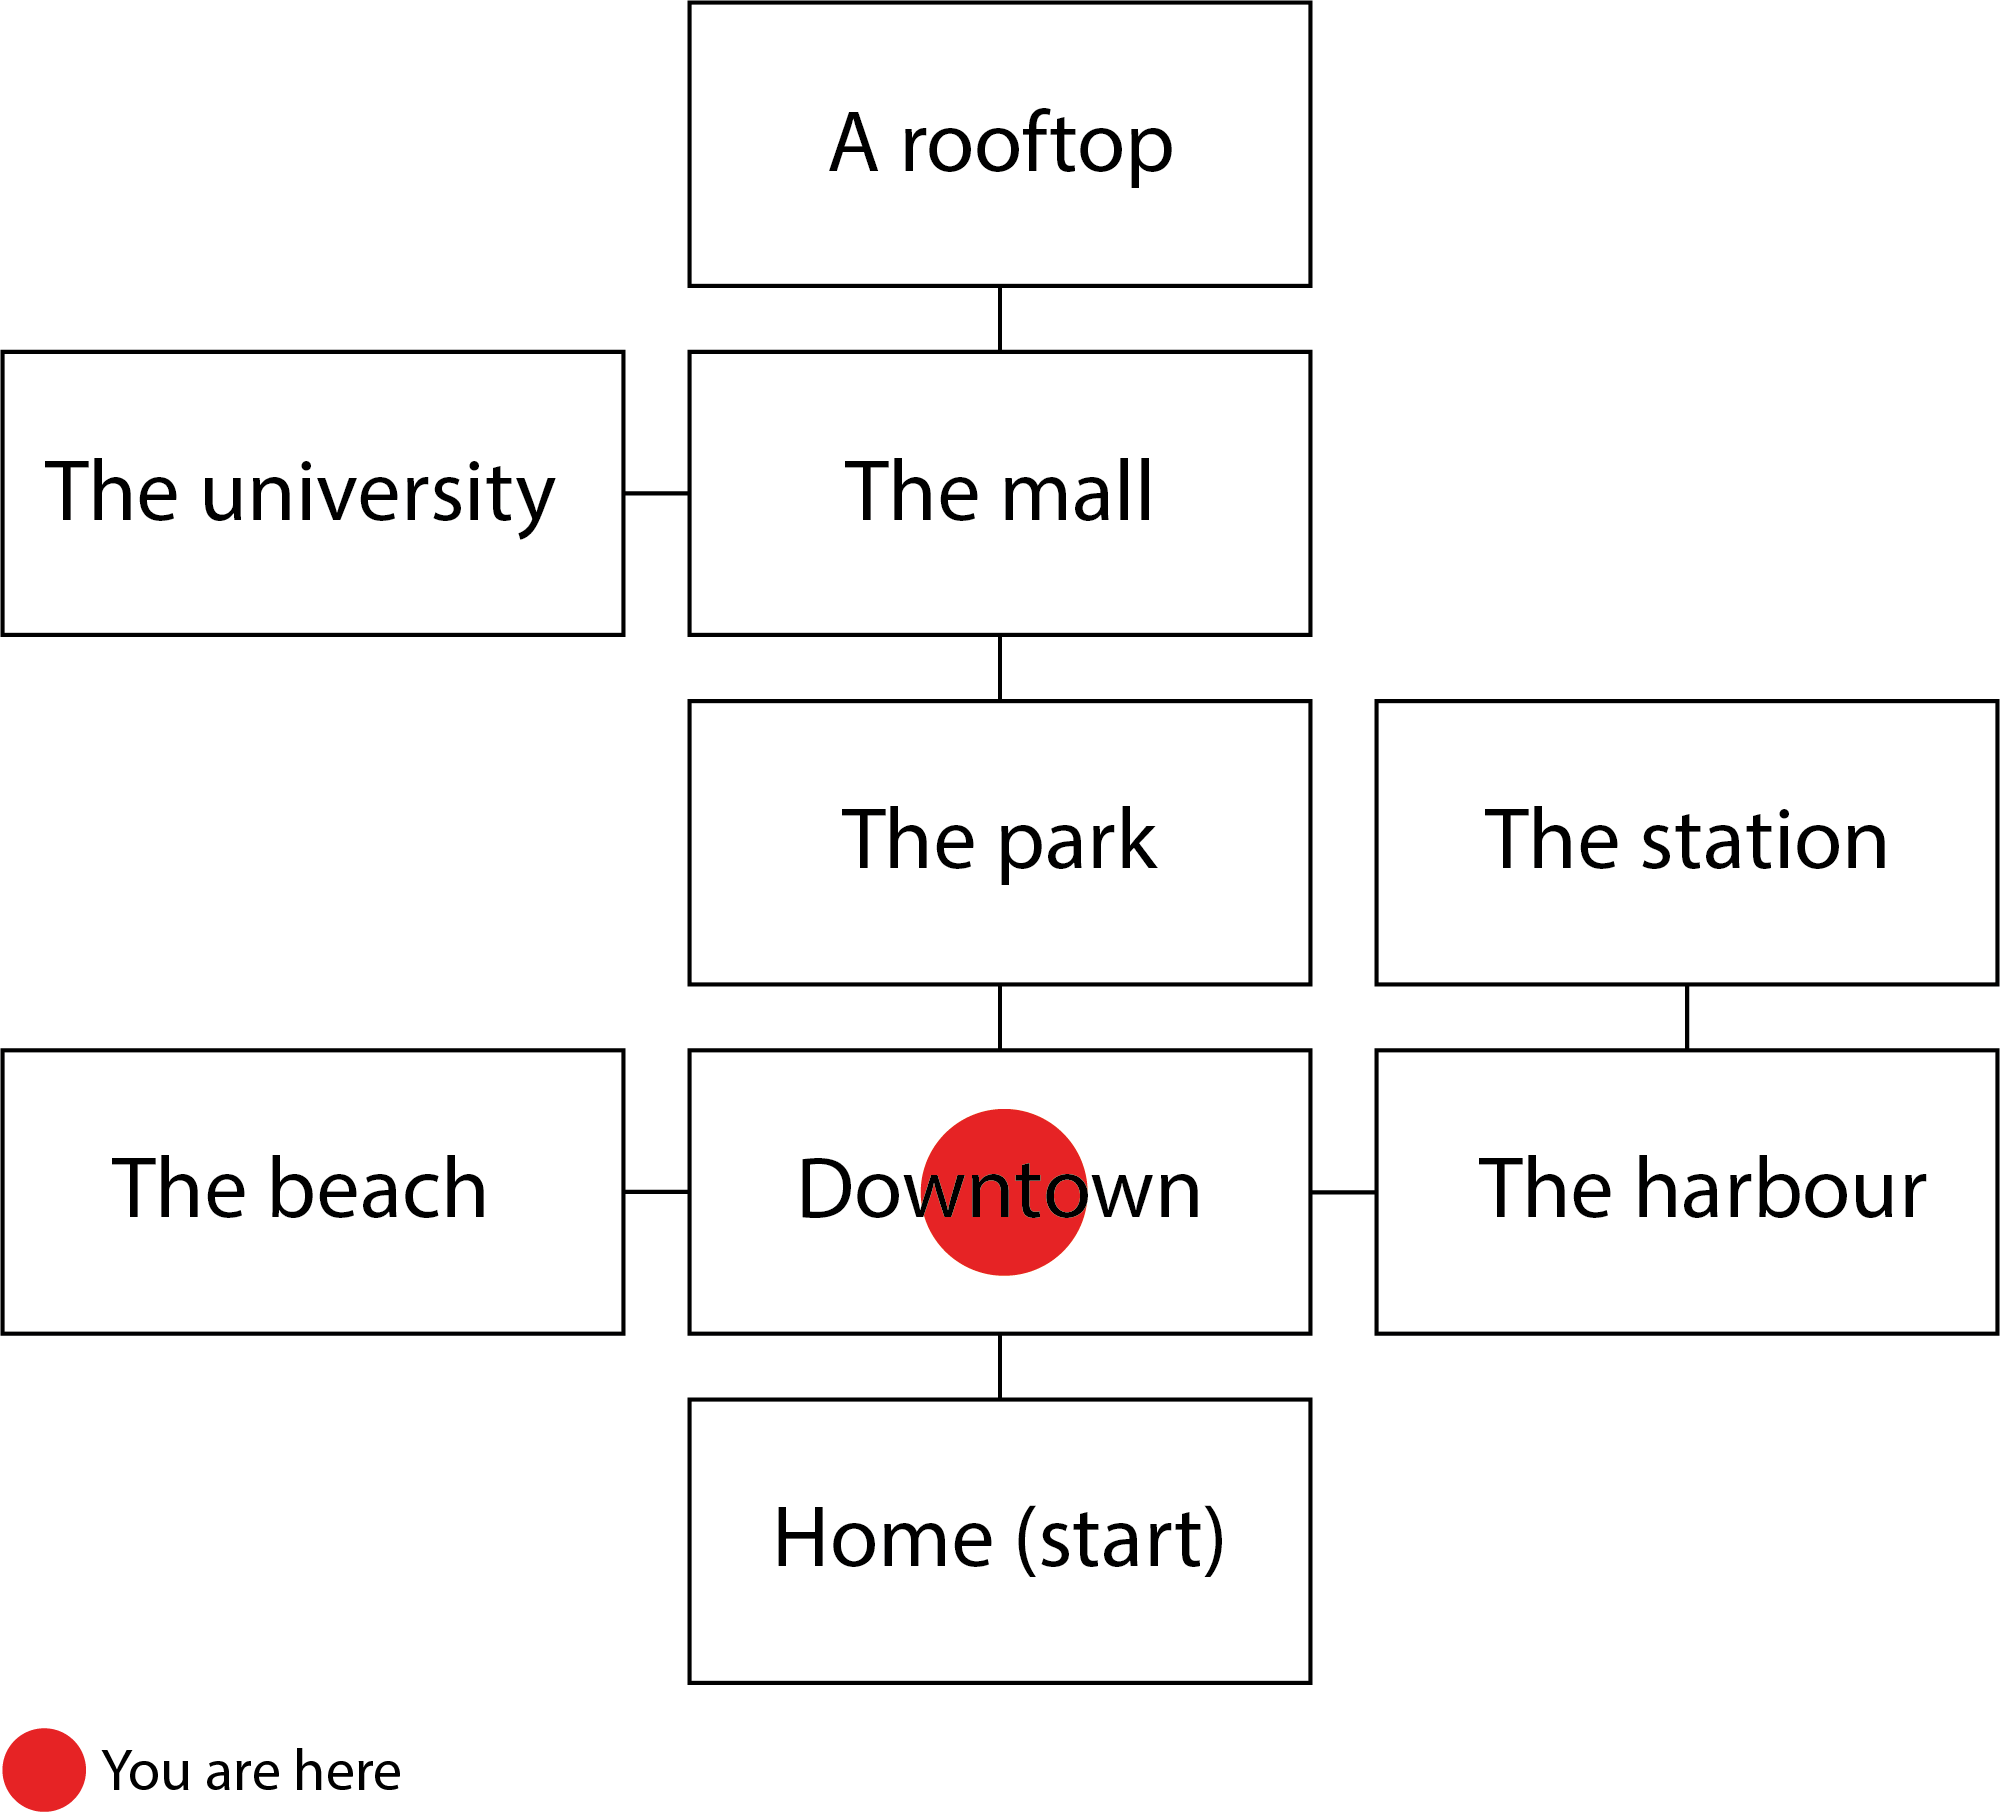 A rooftop
The university
The mall
The park
The station
The beach
Downtown
The harbour
Home (start)
You are here